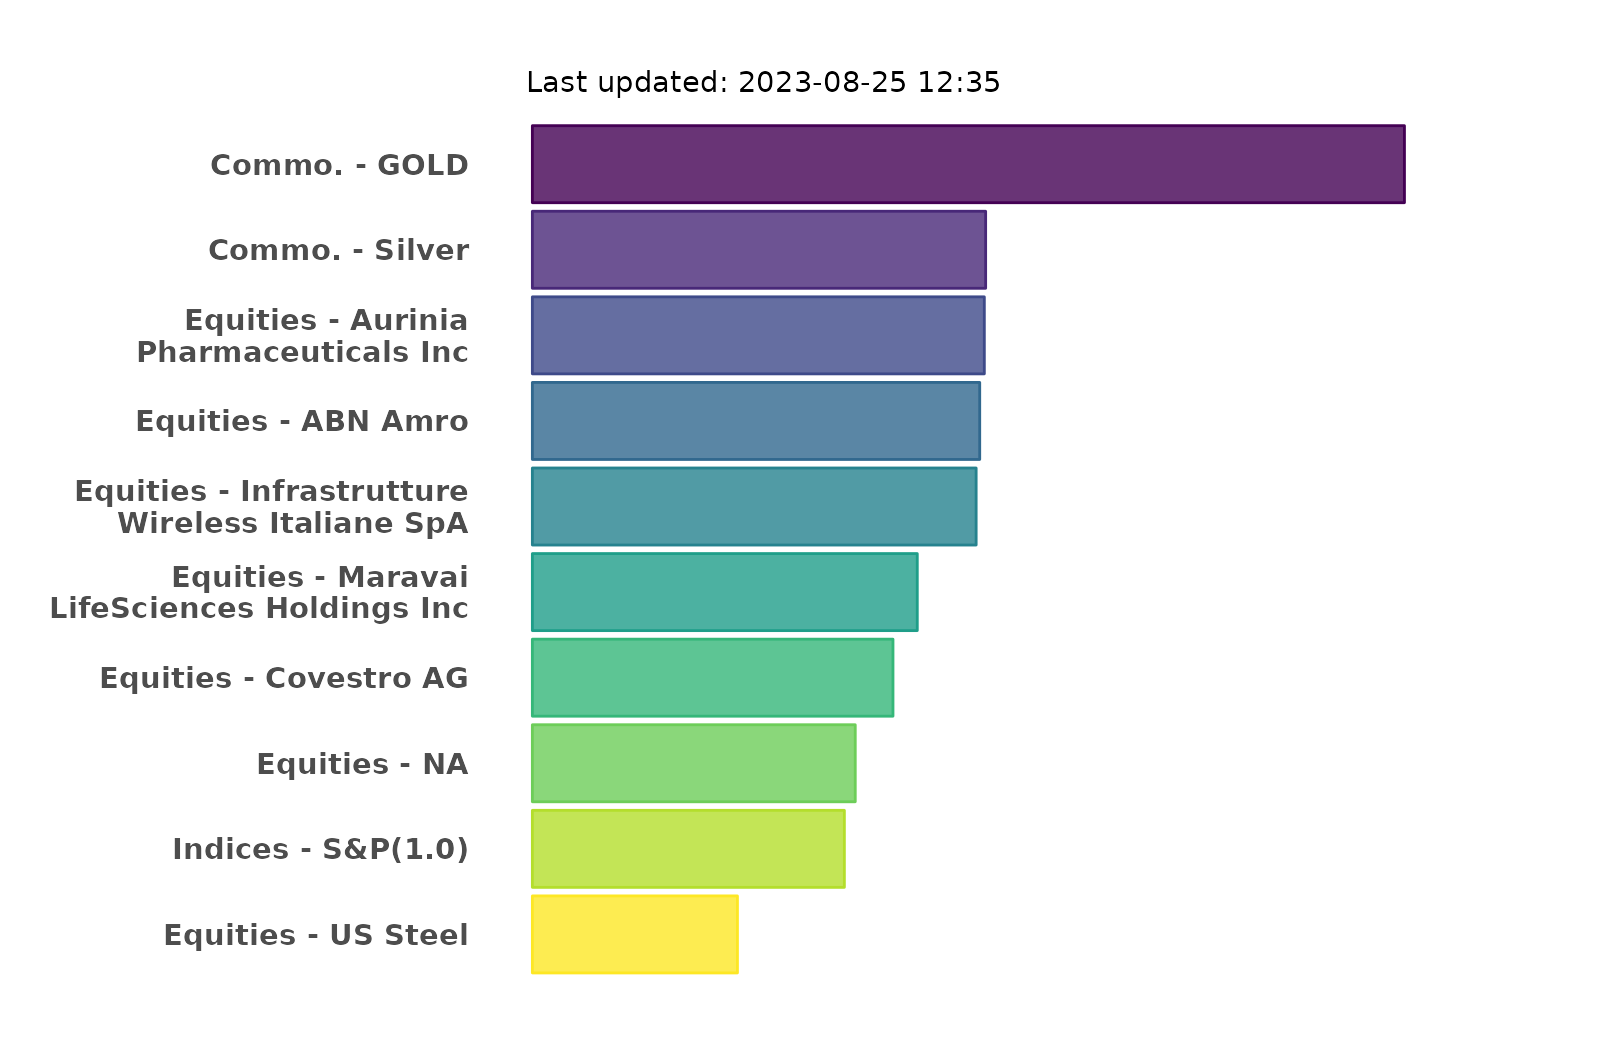 Last updated: 2023-08-25 12:35
Commo. - GOLD
Commo. - Silver
Equities - Aurinia
Pharmaceuticals Inc
Equities - ABN Amro
Equities - Infrastrutture
Wireless Italiane SpA
Equities - Maravai
LifeSciences Holdings Inc
Equities - Covestro AG
Equities - NA
Indices - S&P(1.0)
Equities - US Steel